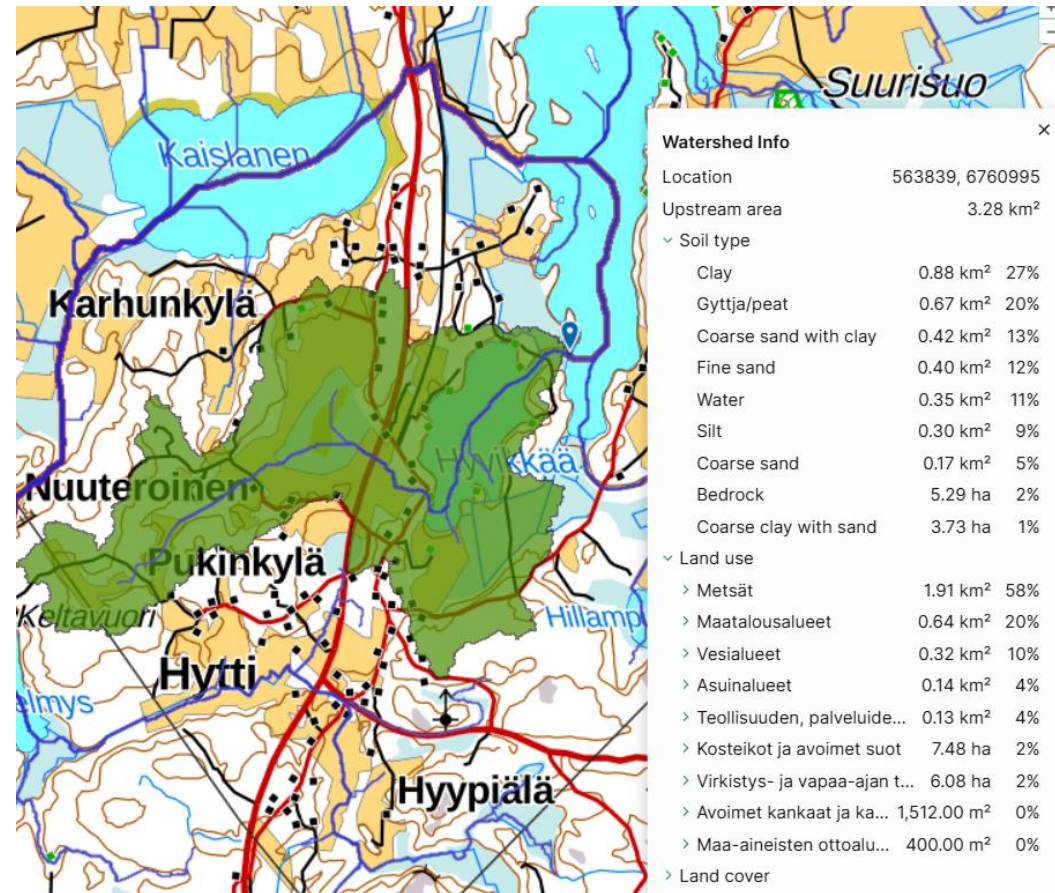 Suurisuo
Kaislanen
Karhunkylä
Hyvikkää
Nuuteroinen
Pukinkylä
Keltavuori
Hytti
elmys
Hyypiälä
Hillamp
Watershed Info
×
Location 563839, 6760995
Upstream area 3.28 km²
Soil type
Clay 0.88 km² 27%
Gyttja/peat 0.67 km² 20%
Coarse sand with clay 0.42 km² 13%
Fine sand 0.40 km² 12%
Water 0.35 km² 11%
Silt 0.30 km² 9%
Coarse sand 0.17 km² 5%
Bedrock 5.29 ha 2%
Coarse clay with sand 3.73 ha 1%
Land use
Metsät 1.91 km² 58%
Maatalousalueet 0.64 km² 20%
Vesialueet 0.32 km² 10%
Asuinalueet 0.14 km² 4%
Teollisuuden, palveluide... 0.13 km² 4%
Kosteikot ja avoimet suot 7.48 ha 2%
Virkistys- ja vapaa-ajan t... 6.08 ha 2%
Avoimet kankaat ja ka... 1,512.00 m² 0%
Maa-aineisten ottoalu... 400.00 m² 0%
Land cover